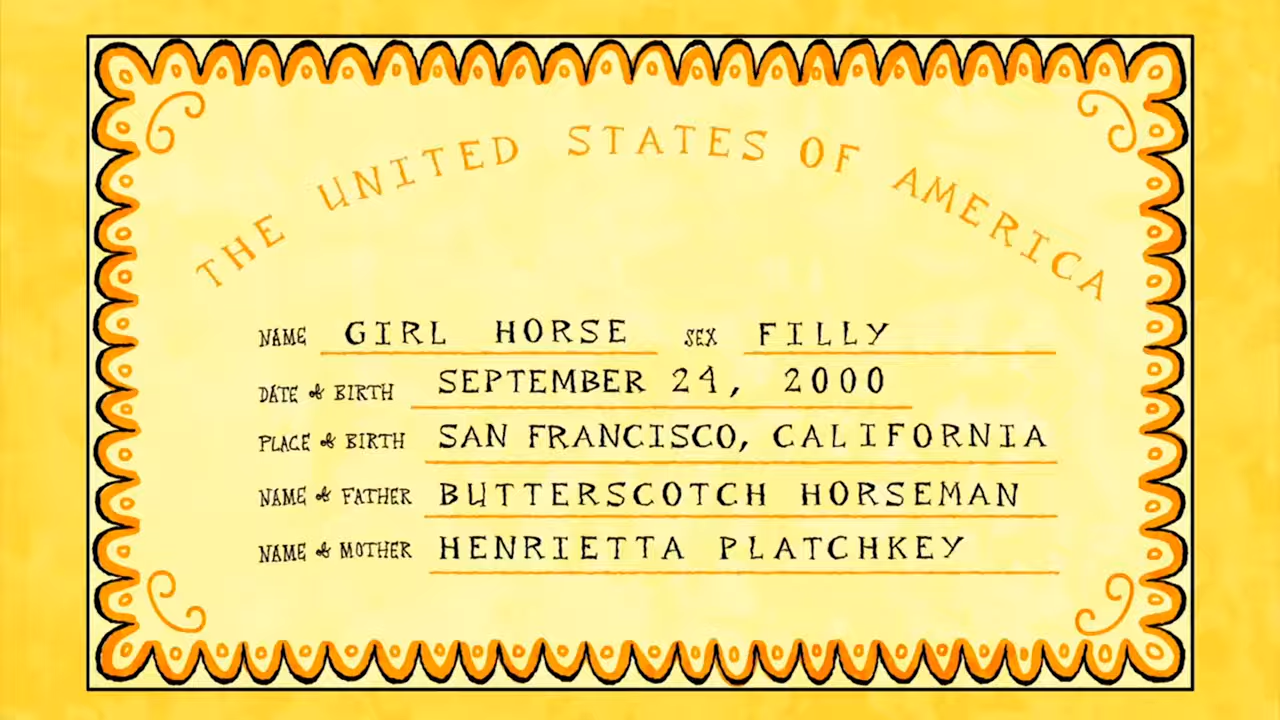 THE UNITED STATES OF AMERICA
NAME GIRL HORSE SEX FILLY
DATE of BIRTH SEPTEMBER 24, 2000
PLACE of BIRTH SAN FRANCISCO, CALIFORNIA
NAME of FATHER BUTTERSCOTCH HORSEMAN
NAME of MOTHER HENRIETTA PLATCHKEY